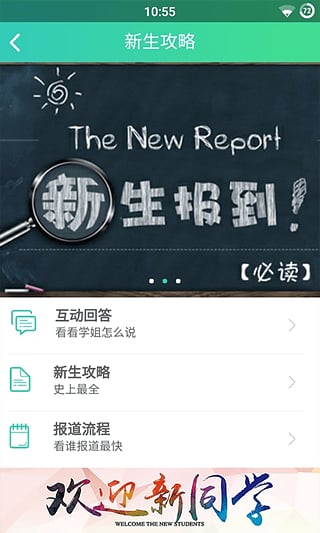 10:55
72
新生攻略
The New Report
新生报到!
【必读】
互动回答
看看学姐怎么说
新生攻略
史上最全
报道流程
看谁报道最快
欢迎新同学
WELCOME THE NEW STUDENTS